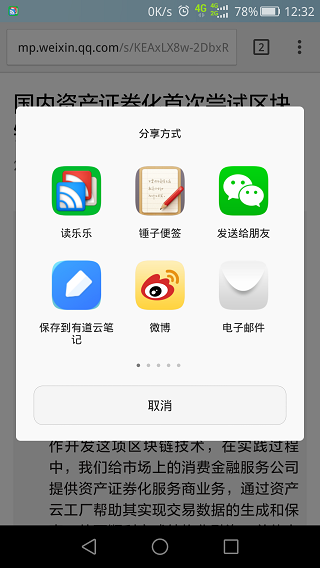 0K/s 4G 4G 2G 78% 12:32
mp.weixin.qq.com/s/KEAxLX8w-2DbxR
2
国内资产证券化首次尝试区块
分享方式
读乐乐
锤子便签
发送给朋友
保存到有道云笔
记
微博
电子邮件
取消
作开发这项区块链技术，在实践过程
中，我们给市场上的消费金融服务公司
提供资产证券化服务商业务，通过资产
云工厂帮助其实现交易数据的生成和保